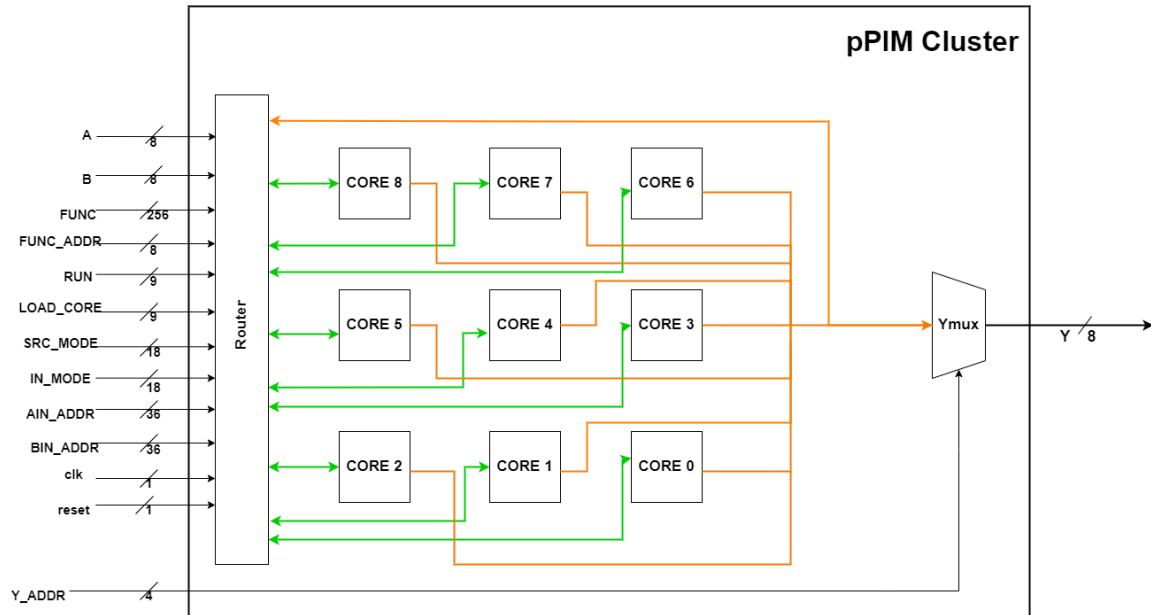 pPIM Cluster
A
8
B
8
FUNC
256
FUNC_ADDR
8
RUN
9
LOAD_CORE
9
SRC_MODE
18
IN_MODE
18
AIN_ADDR
36
BIN_ADDR
36
clk
1
reset
1
Y_ADDR
4
Router
CORE 8
CORE 7
CORE 6
CORE 5
CORE 4
CORE 3
CORE 2
CORE 1
CORE 0
Ymux
Y
8